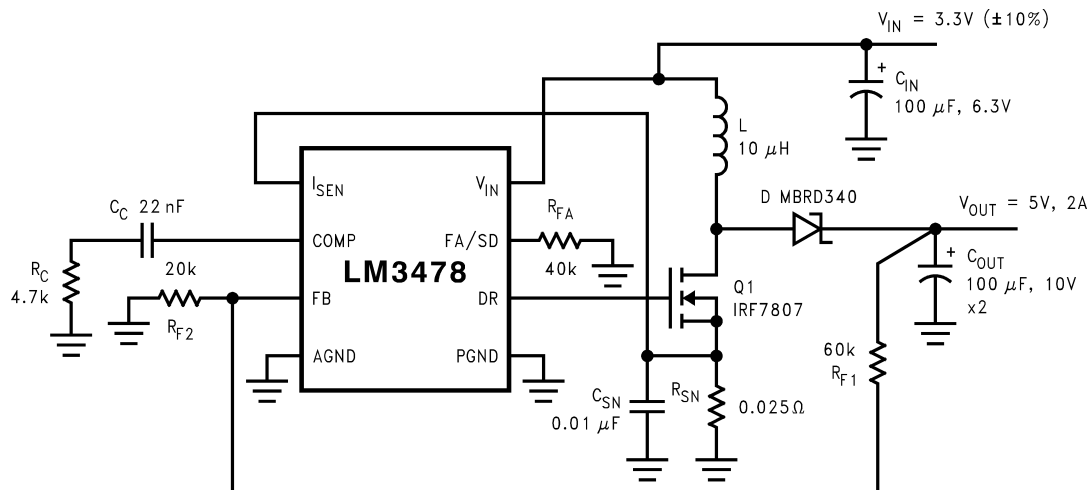 V_IN = 3.3V (±10%)
C_IN
100 μF, 6.3V
L
10 μH
I_SEN
V_IN
C_C 22 nF
D MBRD340
V_OUT = 5V, 2A
R_FA
COMP
FA/SD
R_C
4.7k
20k
LM3478
40k
C_OUT
100 μF, 10V
x2
FB
DR
Q1
IRF7807
R_F2
AGND
PGND
60k
R_F1
C_SN
0.01 μF
R_SN
0.025Ω